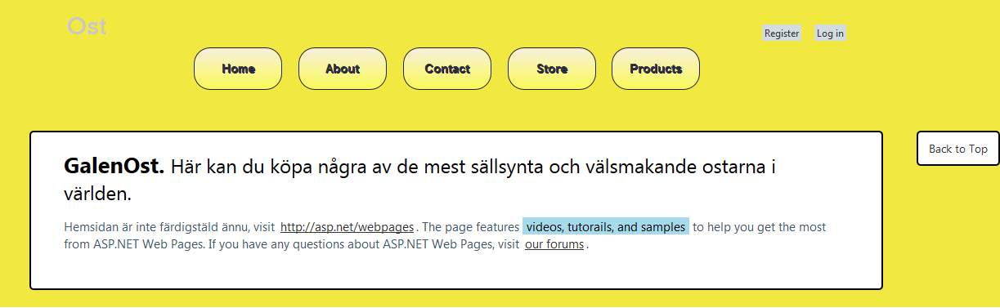 Ost
Register Log in
Home About Contact Store Products
GalenOst. Här kan du köpa några av de mest sällsynta och välsmakande ostarna i
världen.
Back to Top
Hemsidan är inte färdigstäld ännu, visit http://asp.net/webpages . The page features videos, tutorails, and samples to help you get the most
from ASP.NET Web Pages. If you have any questions about ASP.NET Web Pages, visit our forums .